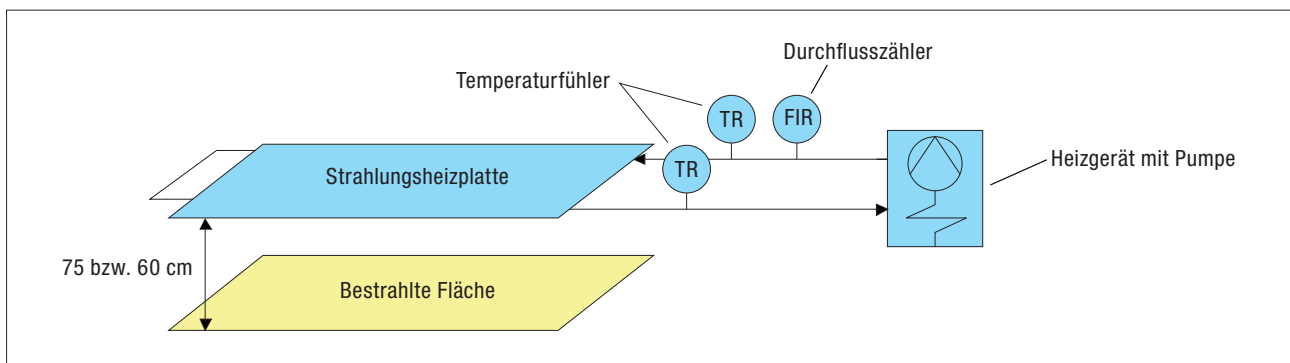 Durchflusszähler
Temperaturfühler
TR
FIR
TR
Strahlungsheizplatte
Heizgerät mit Pumpe
75 bzw. 60 cm
Bestrahlte Fläche